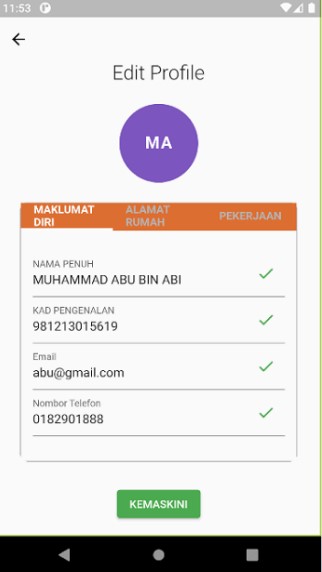 11:53
Edit Profile
MA
MAKLUMAT DIRI
ALAMAT RUMAH
PEKERJAAN
NAMA PENUH
MUHAMMAD ABU BIN ABI
KAD PENGENALAN
981213015619
Email
abu@gmail.com
Nombor Telefon
0182901888
KEMASKINI